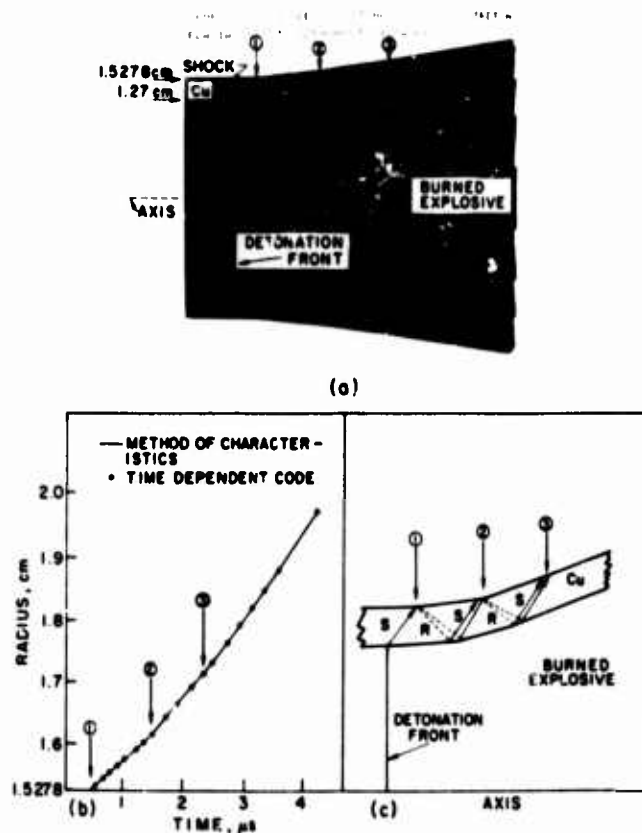 ① ② ③
SHOCK
1.5278cm
Cu
1.27 cm
AXIS
BURNED
EXPLOSIVE
DETONATION
FRONT
(a)
— METHOD OF CHARACTER-
ISTICS
• TIME DEPENDENT CODE
RADIUS, cm
2.0
1.9
1.8
1.7
1.6
1.5278
① ② ③
1 2 3 4
TIME, µs
(b)
① ② ③
Cu
S R S R S
BURNED
EXPLOSIVE
DETONATION
FRONT
(c)
AXIS